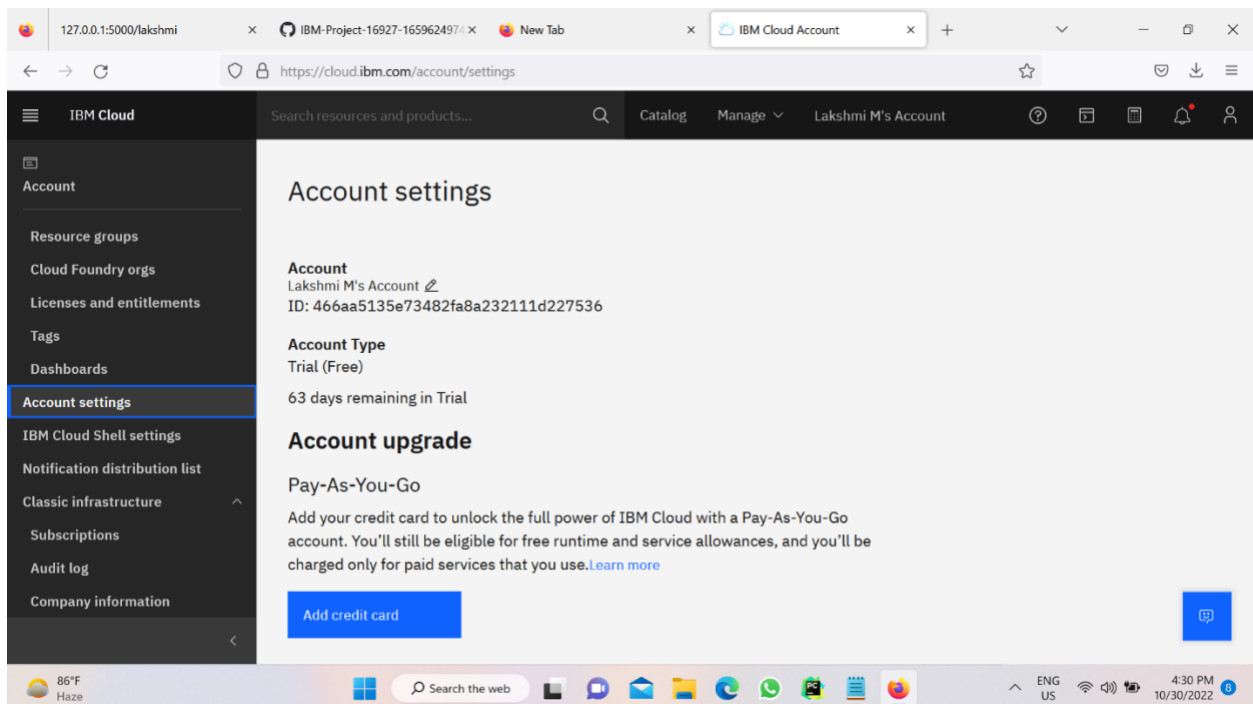 127.0.0.1:5000/lakshmi
IBM-Project-16927-1659624974
New Tab
IBM Cloud Account
https://cloud.ibm.com/account/settings
IBM Cloud
Search resources and products...
Catalog
Manage
Lakshmi M's Account
Account
Resource groups
Cloud Foundry orgs
Licenses and entitlements
Tags
Dashboards
Account settings
IBM Cloud Shell settings
Notification distribution list
Classic infrastructure
Subscriptions
Audit log
Company information
Account settings
Account
Lakshmi M's Account
ID: 466aa5135e73482fa8a232111d227536
Account Type
Trial (Free)
63 days remaining in Trial
Account upgrade
Pay-As-You-Go
Add your credit card to unlock the full power of IBM Cloud with a Pay-As-You-Go
account. You'll still be eligible for free runtime and service allowances, and you'll be
charged only for paid services that you use.Learn more
Add credit card
86°F
Haze
Search the web
ENG
US
4:30 PM
10/30/2022
8